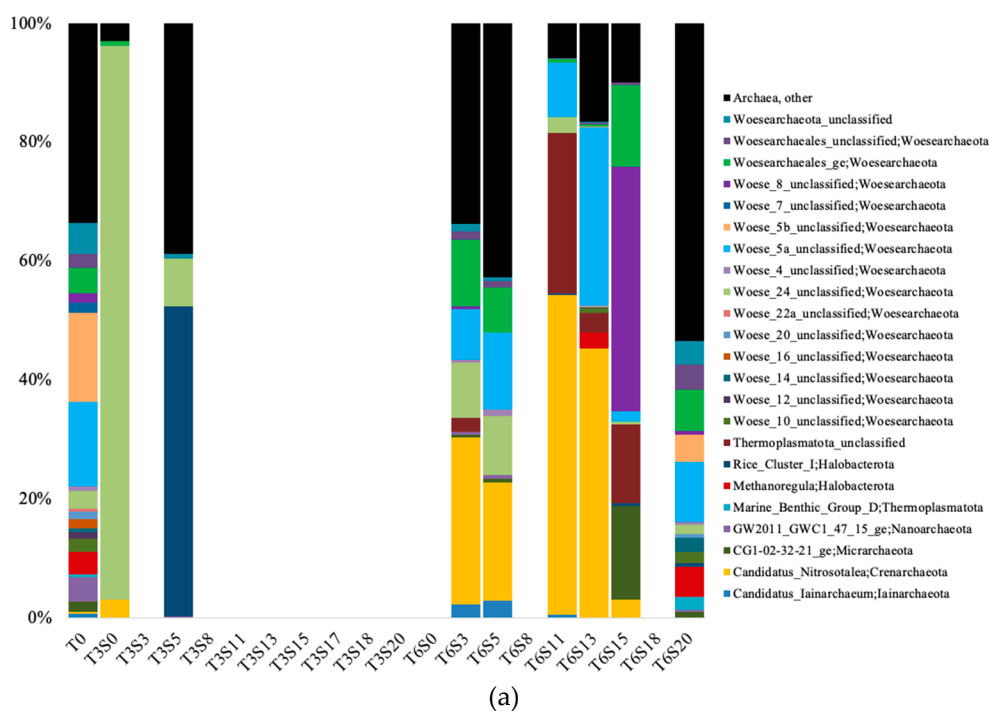 100%
80%
60%
40%
20%
0%
Archaea, other
Woesearchaeota_unclassified
Woesearchaeales_unclassified;Woesearchaeota
Woesearchaeales_ge;Woesearchaeota
Woese_8_unclassified;Woesearchaeota
Woese_7_unclassified;Woesearchaeota
Woese_5b_unclassified;Woesearchaeota
Woese_5a_unclassified;Woesearchaeota
Woese_4_unclassified;Woesearchaeota
Woese_24_unclassified;Woesearchaeota
Woese_22a_unclassified;Woesearchaeota
Woese_20_unclassified;Woesearchaeota
Woese_16_unclassified;Woesearchaeota
Woese_14_unclassified;Woesearchaeota
Woese_12_unclassified;Woesearchaeota
Woese_10_unclassified;Woesearchaeota
Thermoplasmatota_unclassified
Rice_Cluster_I;Halobacterota
Methanoregula;Halobacterota
Marine_Benthic_Group_D;Thermoplasmatota
GW2011_GWC1_47_15_ge;Nanoarchaeota
CG1-02-32-21_ge;Micrarchaeota
Candidatus_Nitrosotalea;Crenarchaeota
Candidatus_Iainarchaeum;Iainarchaeota
T0
T3S0
T3S3
T3S5
T3S8
T3S11
T3S13
T3S15
T3S17
T3S18
T3S20
T6S0
T6S3
T6S5
T6S8
T6S11
T6S13
T6S15
T6S18
T6S20
(a)